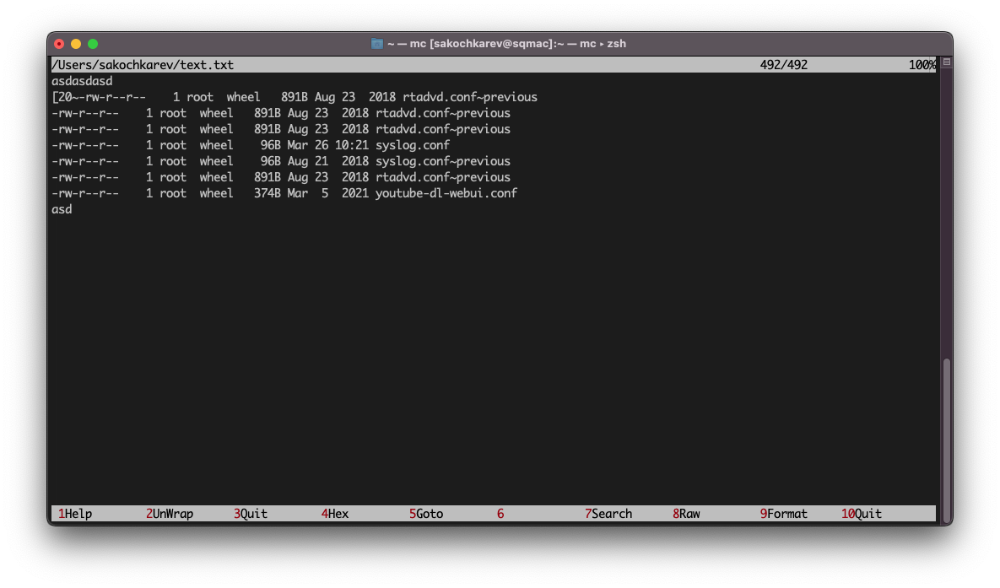 ~ — mc [sakochkarev@sqmac]:~ — mc ▸ zsh
/Users/sakochkarev/text.txt 492/492 100%
asdasdasd
[20~-rw-r--r--    1 root  wheel   891B Aug 23  2018 rtadvd.conf~previous
-rw-r--r--    1 root  wheel   891B Aug 23  2018 rtadvd.conf~previous
-rw-r--r--    1 root  wheel   891B Aug 23  2018 rtadvd.conf~previous
-rw-r--r--    1 root  wheel    96B Mar 26 10:21 syslog.conf
-rw-r--r--    1 root  wheel    96B Aug 21  2018 syslog.conf~previous
-rw-r--r--    1 root  wheel   891B Aug 23  2018 rtadvd.conf~previous
-rw-r--r--    1 root  wheel   374B Mar  5  2021 youtube-dl-webui.conf
asd
1Help 2UnWrap 3Quit 4Hex 5Goto 6 7Search 8Raw 9Format 10Quit